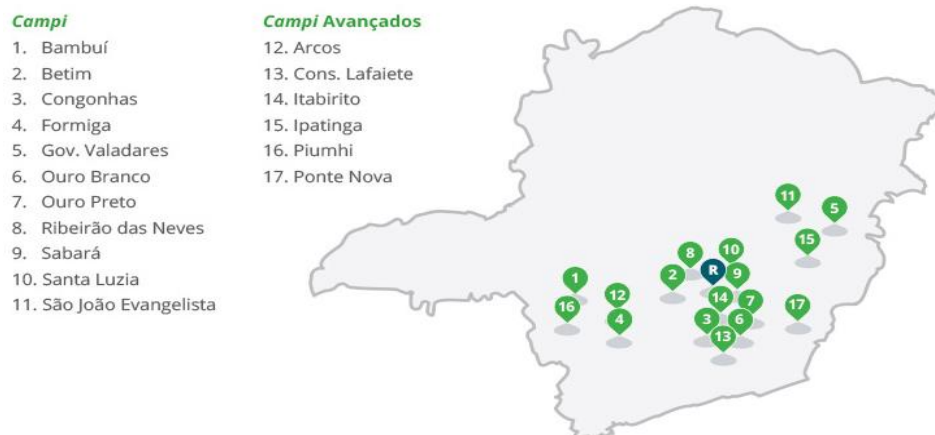 Campi
1. Bambuí
2. Betim
3. Congonhas
4. Formiga
5. Gov. Valadares
6. Ouro Branco
7. Ouro Preto
8. Ribeirão das Neves
9. Sabará
10. Santa Luzia
11. São João Evangelista
Campi Avançados
12. Arcos
13. Cons. Lafaiete
14. Itabirito
15. Ipatinga
16. Piumhi
17. Ponte Nova
11
5
15
8
10
R
9
2
1
12
14
7
16
4
3
6
17
13